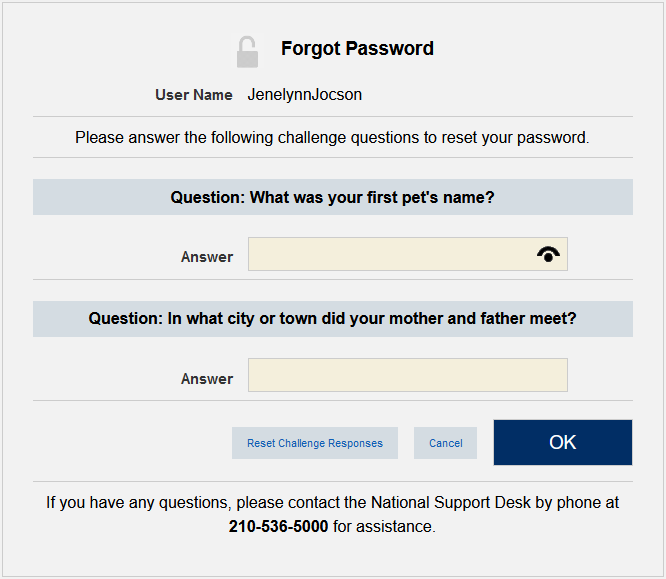 Forgot Password
User Name JenelynnJocson
Please answer the following challenge questions to reset your password.
Question: What was your first pet's name?
Answer
Question: In what city or town did your mother and father meet?
Answer
Reset Challenge Responses Cancel OK
If you have any questions, please contact the National Support Desk by phone at
210-536-5000 for assistance.